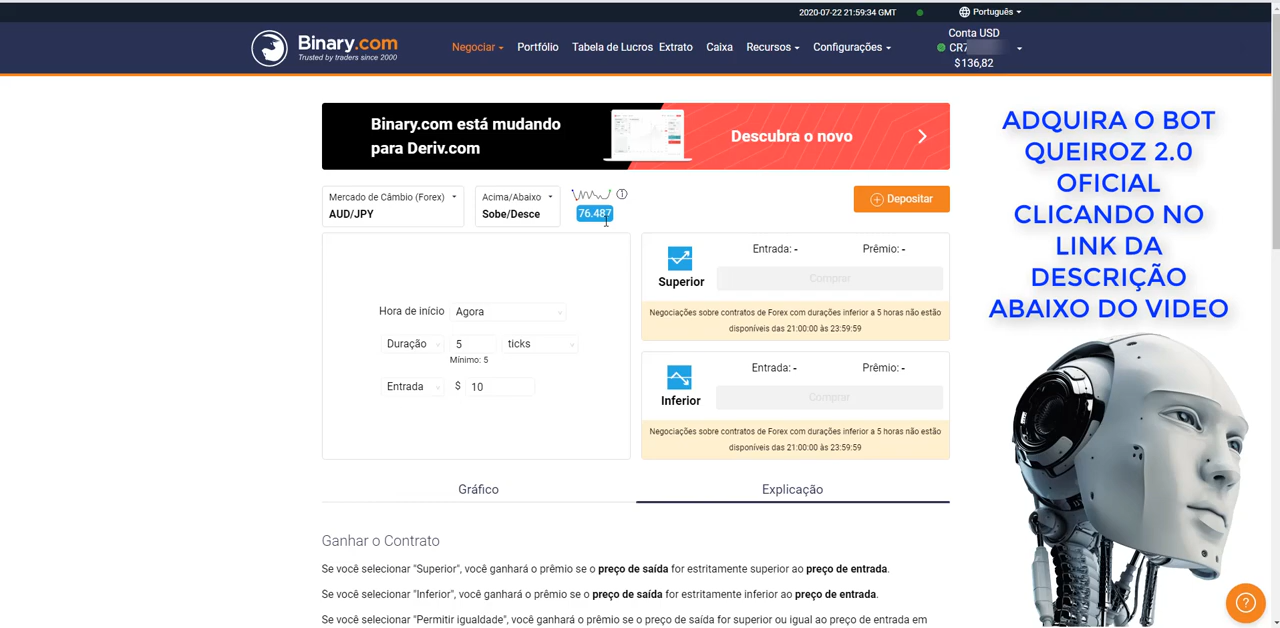 2020-07-22 21:59:34 GMT
Português
Binary.com
Trusted by traders since 2000
Negociar
Portfólio
Tabela de Lucros
Extrato
Caixa
Recursos
Configurações
Conta USD
CR7
$136,82
Binary.com está mudando
para Deriv.com
Descubra o novo
Mercado de Câmbio (Forex)
AUD/JPY
Acima/Abaixo
Sobe/Desce
76.487
Depositar
Hora de início
Agora
Duração
5
ticks
Mínimo: 5
Entrada
$
10
Superior
Entrada: -
Prêmio: -
Comprar
Negociações sobre contratos de Forex com durações inferior a 5 horas não estão
disponíveis das 21:00:00 às 23:59:59
Inferior
Entrada: -
Prêmio: -
Comprar
Negociações sobre contratos de Forex com durações inferior a 5 horas não estão
disponíveis das 21:00:00 às 23:59:59
Gráfico
Explicação
Ganhar o Contrato
Se você selecionar "Superior", você ganhará o prêmio se o preço de saída for estritamente superior ao preço de entrada.
Se você selecionar "Inferior", você ganhará o prêmio se o preço de saída for estritamente inferior ao preço de entrada.
Se você selecionar "Permitir igualdade", você ganhará o prêmio se o preço de saída for superior ou igual ao preço de entrada em
ADQUIRA O BOT
QUEIROZ 2.0
OFICIAL
CLICANDO NO
LINK DA
DESCRIÇÃO
ABAIXO DO VIDEO